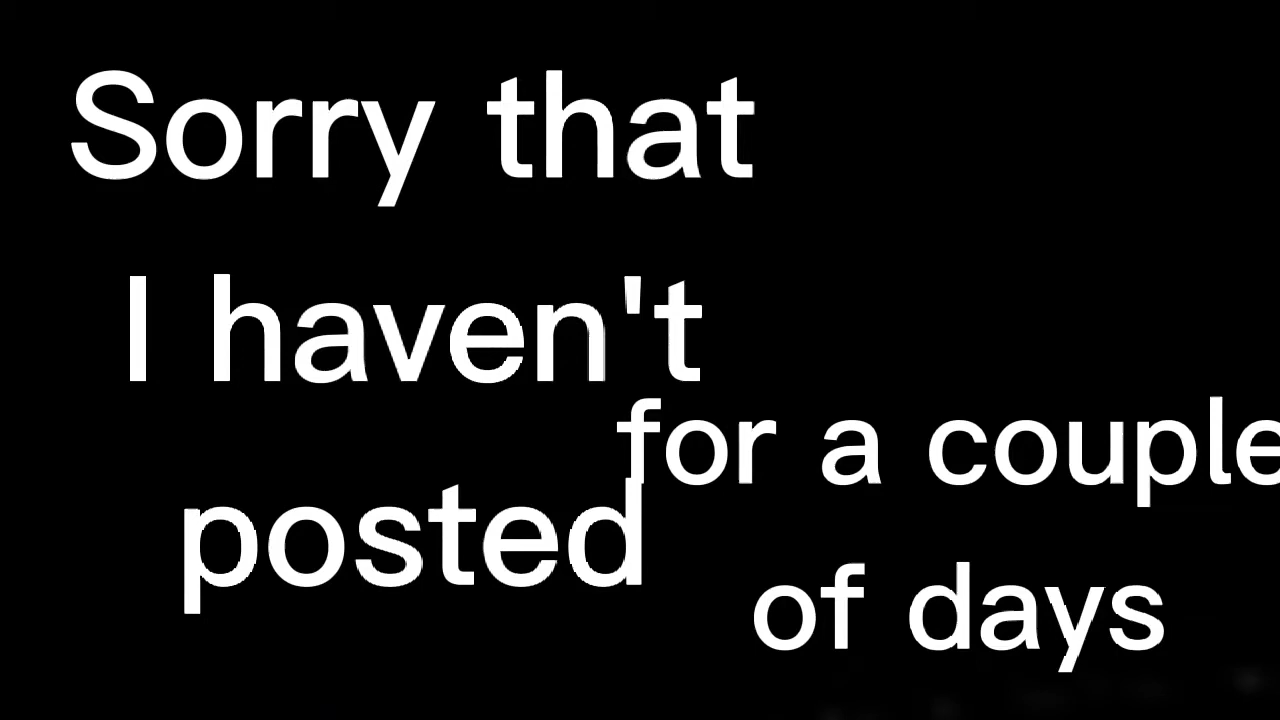 Sorry that
I haven't
posted
for a couple
of days